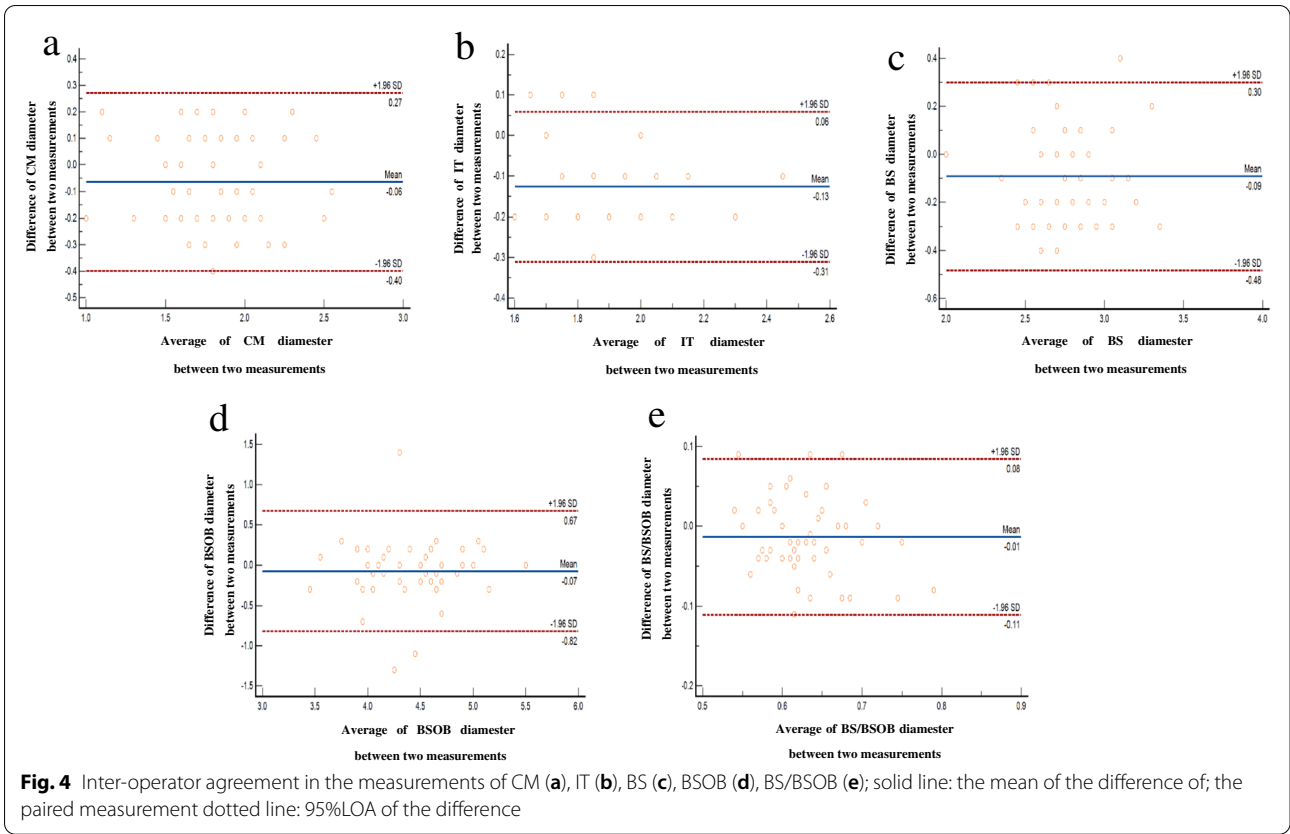 a
0.4
0.3
0.2
0.1
0.0
-0.1
-0.2
-0.3
-0.4
-0.5
1.0 1.5 2.0 2.5 3.0
+1.96 SD
0.27
Mean
-0.06
-1.96 SD
-0.40
Difference of CM diameter
between two measurements
Average of CM diamester
between two measurements
b
0.2
0.1
0.0
-0.1
-0.2
-0.3
-0.4
1.6 1.8 2.0 2.2 2.4 2.6
+1.96 SD
0.06
Mean
-0.13
-1.96 SD
-0.31
Difference of IT diameter
between two measurements
Average of IT diamester
between two measurements
c
0.4
0.2
0.0
-0.2
-0.4
-0.6
2.0 2.5 3.0 3.5 4.0
+1.96 SD
0.30
Mean
-0.09
-1.96 SD
-0.48
Difference of BS diameter
between two measurements
Average of BS diamester
between two measurements
d
1.5
1.0
0.5
0.0
-0.5
-1.0
-1.5
3.0 3.5 4.0 4.5 5.0 5.5 6.0
+1.96 SD
0.67
Mean
-0.07
-1.96 SD
-0.82
Difference of BSOB diameter
between two measurements
Average of BSOB diamester
between two measurements
e
0.1
0.0
-0.1
-0.2
0.5 0.6 0.7 0.8 0.9
+1.96 SD
0.08
Mean
-0.01
-1.96 SD
-0.11
Difference of BS/BSOB diameter
between two measurements
Average of BS/BSOB diamester
between two measurements
Fig. 4 Inter-operator agreement in the measurements of CM (a), IT (b), BS (c), BSOB (d), BS/BSOB (e); solid line: the mean of the difference of; the
paired measurement dotted line: 95%LOA of the difference